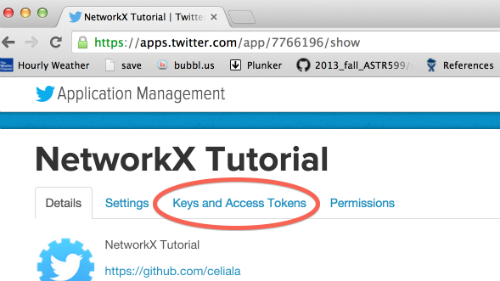 NetworkX Tutorial | Twitte
https://apps.twitter.com/app/7766196/show
Hourly Weather save bubbl.us Plunker 2013_fall_ASTR599/ References
Application Management
NetworkX Tutorial
Details Settings Keys and Access Tokens Permissions
NetworkX Tutorial
https://github.com/celiala